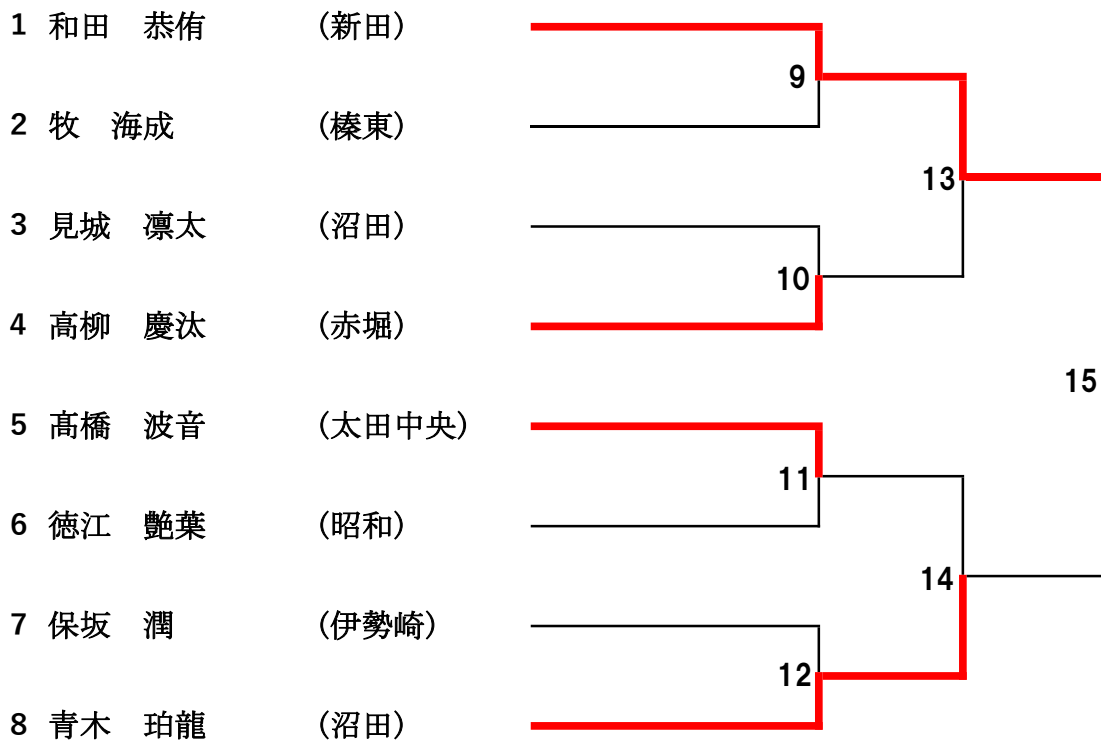 1 和田　恭侑 (新田)
9
2 牧　海成 (榛東)
13
3 見城　凛太 (沼田)
10
4 高柳　慶汰 (赤堀)
15
5 髙橋　波音 (太田中央)
11
6 徳江　艶葉 (昭和)
14
7 保坂　潤 (伊勢崎)
12
8 青木　珀龍 (沼田)